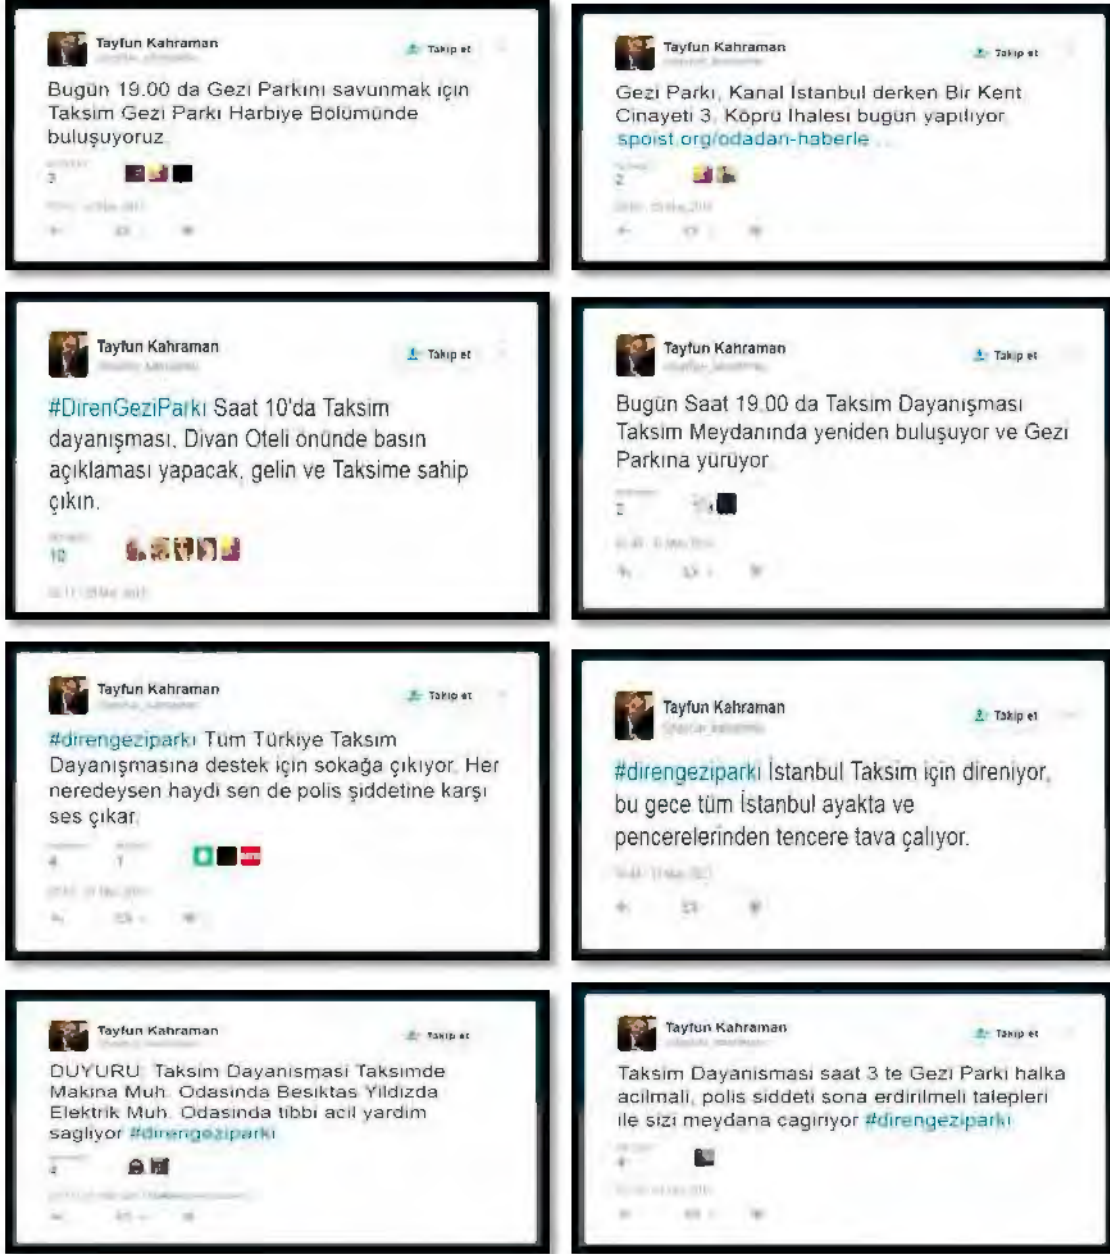 Tayfun Kahraman
Takip et
Bugün 19.00 da Gezi Parkını savunmak için
Taksim Gezi Parkı Harbiye Bölümünde
buluşuyoruz
3
Tayfun Kahraman
Takip et
Gezi Parkı, Kanal İstanbul derken Bir Kent
Cinayeti 3. Köprü İhalesi bugün yapılıyor
spoist.org/odadan-haberle ...
2
Tayfun Kahraman
Takip et
#DirenGeziParkı Saat 10'da Taksim
dayanışması, Divan Oteli önünde basın
açıklaması yapacak, gelin ve Taksime sahip
çıkın.
10
Tayfun Kahraman
Takip et
Bugün Saat 19.00 da Taksim Dayanışması
Taksim Meydanında yeniden buluşuyor ve Gezi
Parkına yürüyor
2
Tayfun Kahraman
Takip et
#direngeziparkı Tüm Türkiye Taksim
Dayanışmasına destek için sokağa çıkıyor. Her
neredeysen haydi sen de polis şiddetine karşı
ses çıkar.
4 1
Tayfun Kahraman
Takip et
#direngeziparkı İstanbul Taksim için direniyor,
bu gece tüm İstanbul ayakta ve
pencerelerinden tencere tava çalıyor.
Tayfun Kahraman
Takip et
DUYURU: Taksim Dayanismasi Taksimde
Makina Muh. Odasinda Besiktas Yildizda
Elektrik Muh. Odasinda tibbi acil yardim
sagliyor #direngeziparkı
Tayfun Kahraman
Takip et
Taksim Dayanismasi saat 3 te Gezi Parki halka
acilmali, polis siddeti sona erdirilmeli talepleri
ile sizi meydana cagiriyor #direngeziparkı